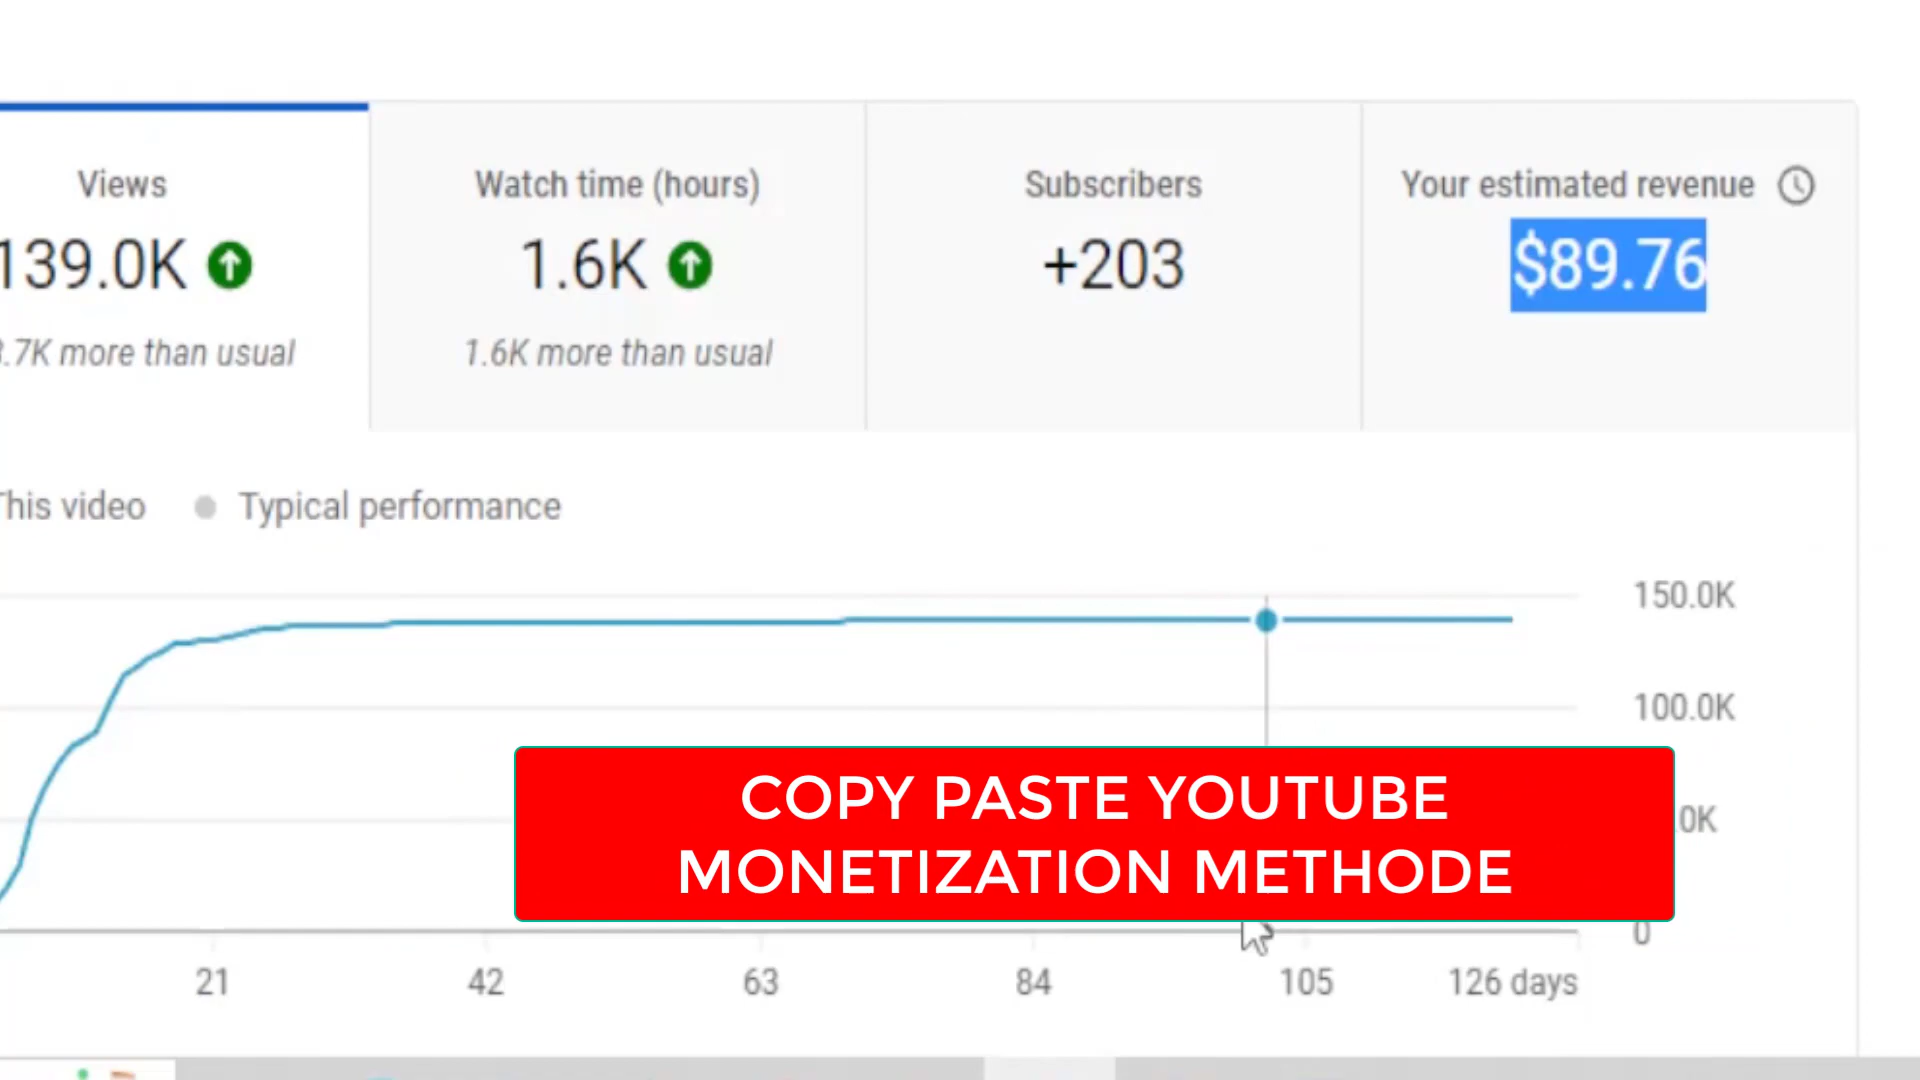 Views
Watch time (hours)
Subscribers
Your estimated revenue
139.0K
1.6K
+203
$89.76
.7K more than usual
1.6K more than usual
This video
Typical performance
150.0K
100.0K
COPY PASTE YOUTUBE
MONETIZATION METHODE
0K
0
21
42
63
84
105
126 days